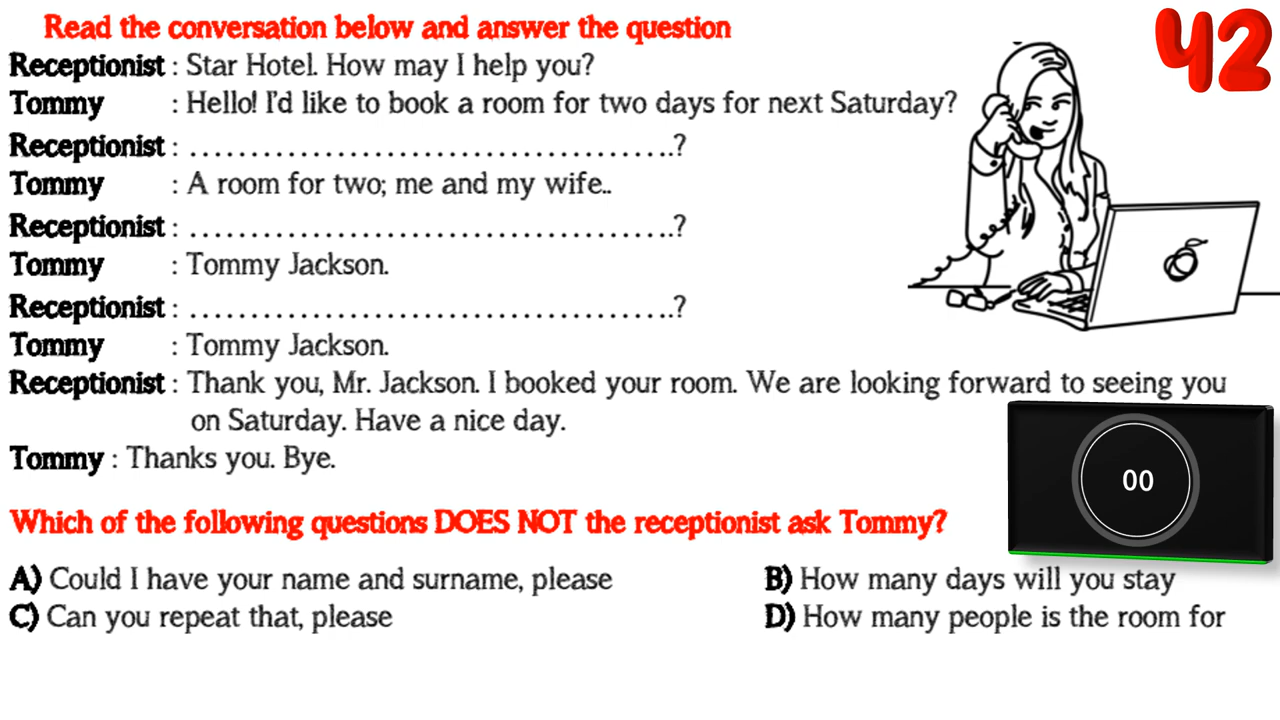 Read the conversation below and answer the question
42
Receptionist : Star Hotel. How may I help you?
Tommy : Hello! I'd like to book a room for two days for next Saturday?
Receptionist : ......................................?
Tommy : A room for two; me and my wife..
Receptionist : ......................................?
Tommy : Tommy Jackson.
Receptionist : ......................................?
Tommy : Tommy Jackson.
Receptionist : Thank you, Mr. Jackson. I booked your room. We are looking forward to seeing you
on Saturday. Have a nice day.
Tommy : Thanks you. Bye.
00
Which of the following questions DOES NOT the receptionist ask Tommy?
A) Could I have your name and surname, please
B) How many days will you stay
C) Can you repeat that, please
D) How many people is the room for